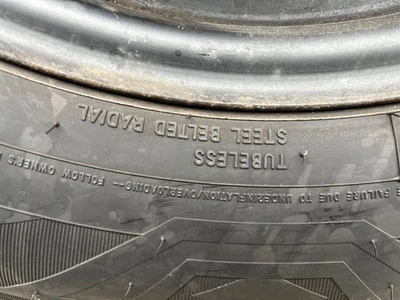 TUBELESS
STEEL BELTED RADIAL
E FAILURE DUE TO UNDERINFLATION/OVERLOADING-- FOLLOW OWNER'S